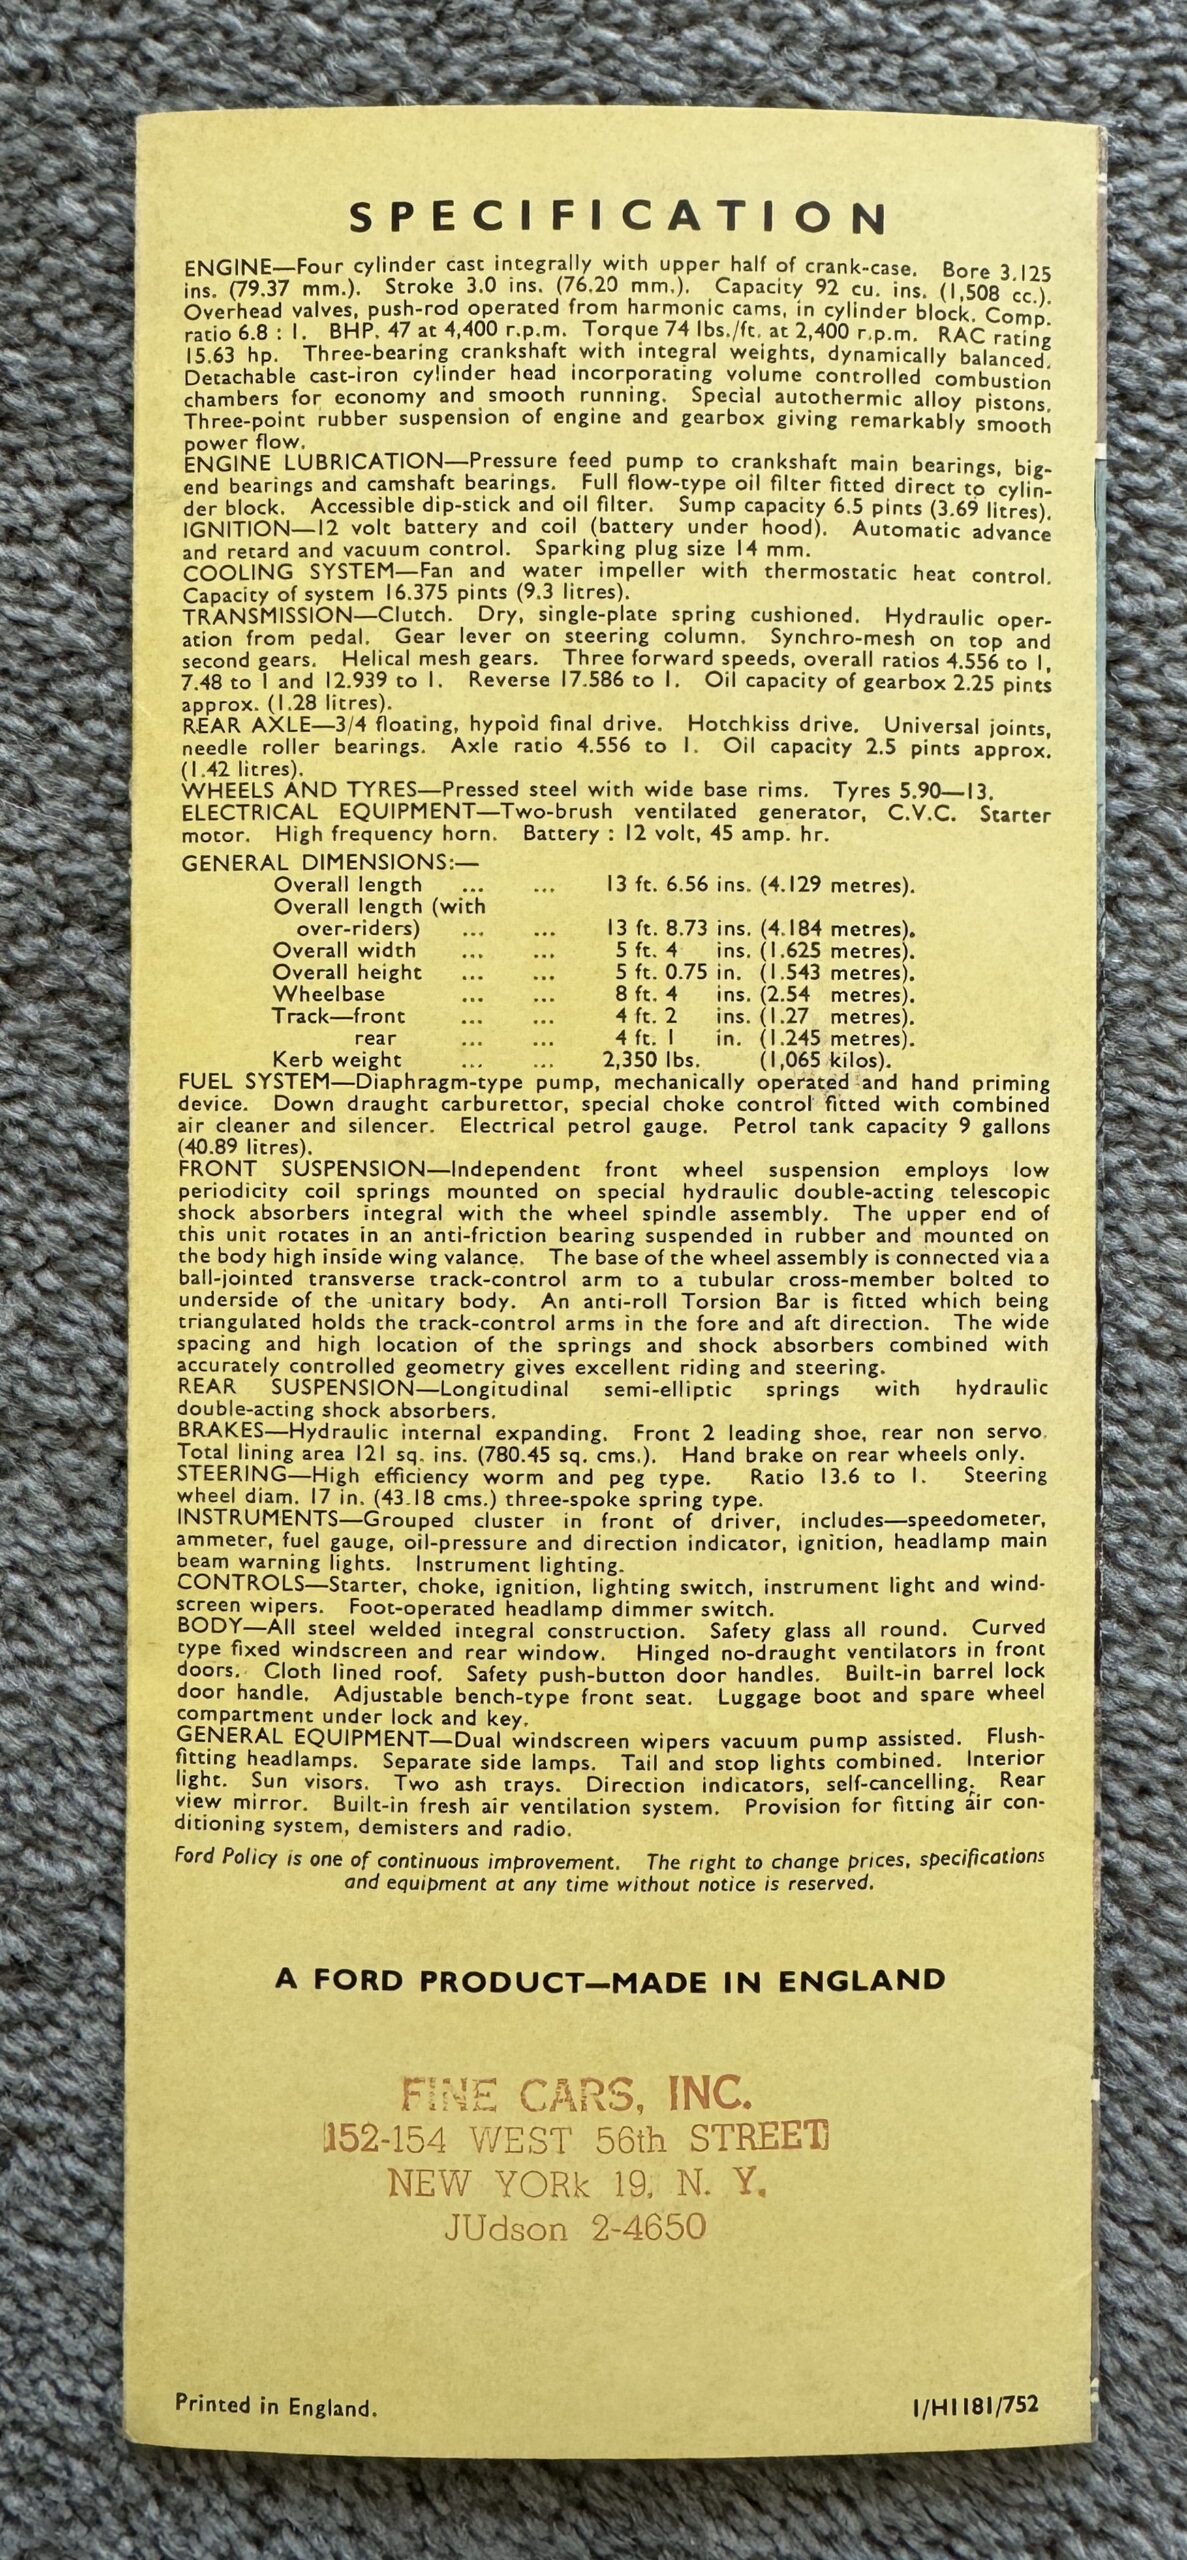 SPECIFICATION
ENGINE—Four cylinder cast integrally with upper half of crank-case. Bore 3.125
ins. (79.37 mm.). Stroke 3.0 ins. (76.20 mm.). Capacity 92 cu. ins. (1,508 cc.).
Overhead valves, push-rod operated from harmonic cams, in cylinder block. Comp.
ratio 6.8 : 1. BHP. 47 at 4,400 r.p.m. Torque 74 lbs./ft. at 2,400 r.p.m. RAC rating
15.63 hp. Three-bearing crankshaft with integral weights, dynamically balanced.
Detachable cast-iron cylinder head incorporating volume controlled combustion
chambers for economy and smooth running. Special autothermic alloy pistons.
Three-point rubber suspension of engine and gearbox giving remarkably smooth
power flow.
ENGINE LUBRICATION—Pressure feed pump to crankshaft main bearings, big-
end bearings and camshaft bearings. Full flow-type oil filter fitted direct to cylin-
der block. Accessible dip-stick and oil filter. Sump capacity 6.5 pints (3.69 litres).
IGNITION—12 volt battery and coil (battery under hood). Automatic advance
and retard and vacuum control. Sparking plug size 14 mm.
COOLING SYSTEM—Fan and water impeller with thermostatic heat control.
Capacity of system 16.375 pints (9.3 litres).
TRANSMISSION—Clutch. Dry, single-plate spring cushioned. Hydraulic oper-
ation from pedal. Gear lever on steering column. Synchro-mesh on top and
second gears. Helical mesh gears. Three forward speeds, overall ratios 4.556 to 1,
7.48 to 1 and 12.939 to 1. Reverse 17.586 to 1. Oil capacity of gearbox 2.25 pints
approx. (1.28 litres).
REAR AXLE—3/4 floating, hypoid final drive. Hotchkiss drive. Universal joints,
needle roller bearings. Axle ratio 4.556 to 1. Oil capacity 2.5 pints approx.
(1.42 litres).
WHEELS AND TYRES—Pressed steel with wide base rims. Tyres 5.90—13.
ELECTRICAL EQUIPMENT—Two-brush ventilated generator, C.V.C. Starter
motor. High frequency horn. Battery : 12 volt, 45 amp. hr.
GENERAL DIMENSIONS:—
Overall length ... ... 13 ft. 6.56 ins. (4.129 metres).
Overall length (with
over-riders) ... ... 13 ft. 8.73 ins. (4.184 metres).
Overall width ... ... 5 ft. 4 ins. (1.625 metres).
Overall height ... ... 5 ft. 0.75 in. (1.543 metres).
Wheelbase ... ... 8 ft. 4 ins. (2.54 metres).
Track—front ... ... 4 ft. 2 ins. (1.27 metres).
rear ... ... 4 ft. 1 in. (1.245 metres).
Kerb weight ... ... 2,350 lbs. (1,065 kilos).
FUEL SYSTEM—Diaphragm-type pump, mechanically operated and hand priming
device. Down draught carburettor, special choke control fitted with combined
air cleaner and silencer. Electrical petrol gauge. Petrol tank capacity 9 gallons
(40.89 litres).
FRONT SUSPENSION—Independent front wheel suspension employs low
periodicity coil springs mounted on special hydraulic double-acting telescopic
shock absorbers integral with the wheel spindle assembly. The upper end of
this unit rotates in an anti-friction bearing suspended in rubber and mounted on
the body high inside wing valance. The base of the wheel assembly is connected via a
ball-jointed transverse track-control arm to a tubular cross-member bolted to
underside of the unitary body. An anti-roll Torsion Bar is fitted which being
triangulated holds the track-control arms in the fore and aft direction. The wide
spacing and high location of the springs and shock absorbers combined with
accurately controlled geometry gives excellent riding and steering.
REAR SUSPENSION—Longitudinal semi-elliptic springs with hydraulic
double-acting shock absorbers.
BRAKES—Hydraulic internal expanding. Front 2 leading shoe, rear non servo.
Total lining area 121 sq. ins. (780.45 sq. cms.). Hand brake on rear wheels only.
STEERING—High efficiency worm and peg type. Ratio 13.6 to 1. Steering
wheel diam. 17 in. (43.18 cms.) three-spoke spring type.
INSTRUMENTS—Grouped cluster in front of driver, includes—speedometer,
ammeter, fuel gauge, oil-pressure and direction indicator, ignition, headlamp main
beam warning lights. Instrument lighting.
CONTROLS—Starter, choke, ignition, lighting switch, instrument light and wind-
screen wipers. Foot-operated headlamp dimmer switch.
BODY—All steel welded integral construction. Safety glass all round. Curved
type fixed windscreen and rear window. Hinged no-draught ventilators in front
doors. Cloth lined roof. Safety push-button door handles. Built-in barrel lock
door handle. Adjustable bench-type front seat. Luggage boot and spare wheel
compartment under lock and key.
GENERAL EQUIPMENT—Dual windscreen wipers vacuum pump assisted. Flush-
fitting headlamps. Separate side lamps. Tail and stop lights combined. Interior
light. Sun visors. Two ash trays. Direction indicators, self-cancelling. Rear
view mirror. Built-in fresh air ventilation system. Provision for fitting air con-
ditioning system, demisters and radio.
Ford Policy is one of continuous improvement. The right to change prices, specifications
and equipment at any time without notice is reserved.
A FORD PRODUCT—MADE IN ENGLAND
FINE CARS, INC.
152-154 WEST 56th STREET
NEW YORK 19, N. Y.
JUdson 2-4650
Printed in England.
1/H1181/752